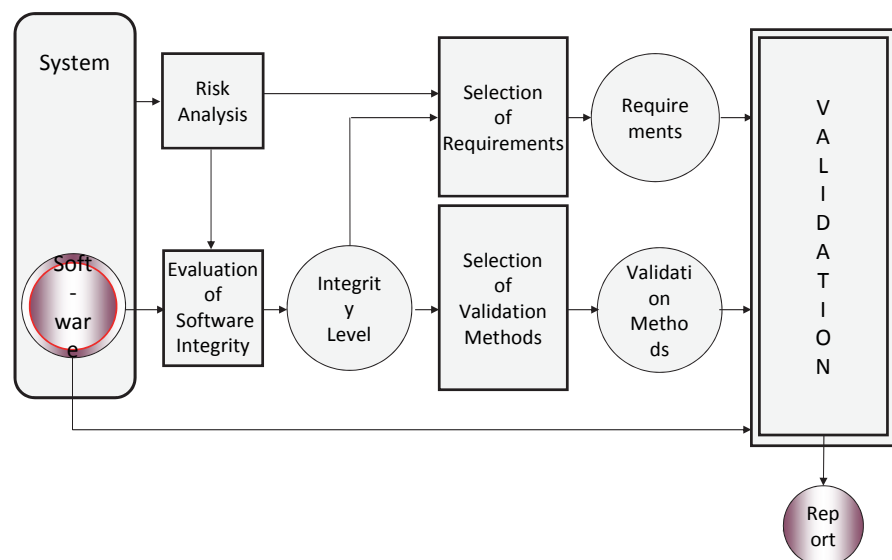 System
Risk
Analysis
Selection
of
Requirements
Require
ments
V
A
L
I
D
A
T
I
O
N
Soft
-
war
e
Evaluation
of
Software
Integrity
Integrit
y
Level
Selection
of
Validation
Methods
Validati
on
Metho
ds
Rep
ort